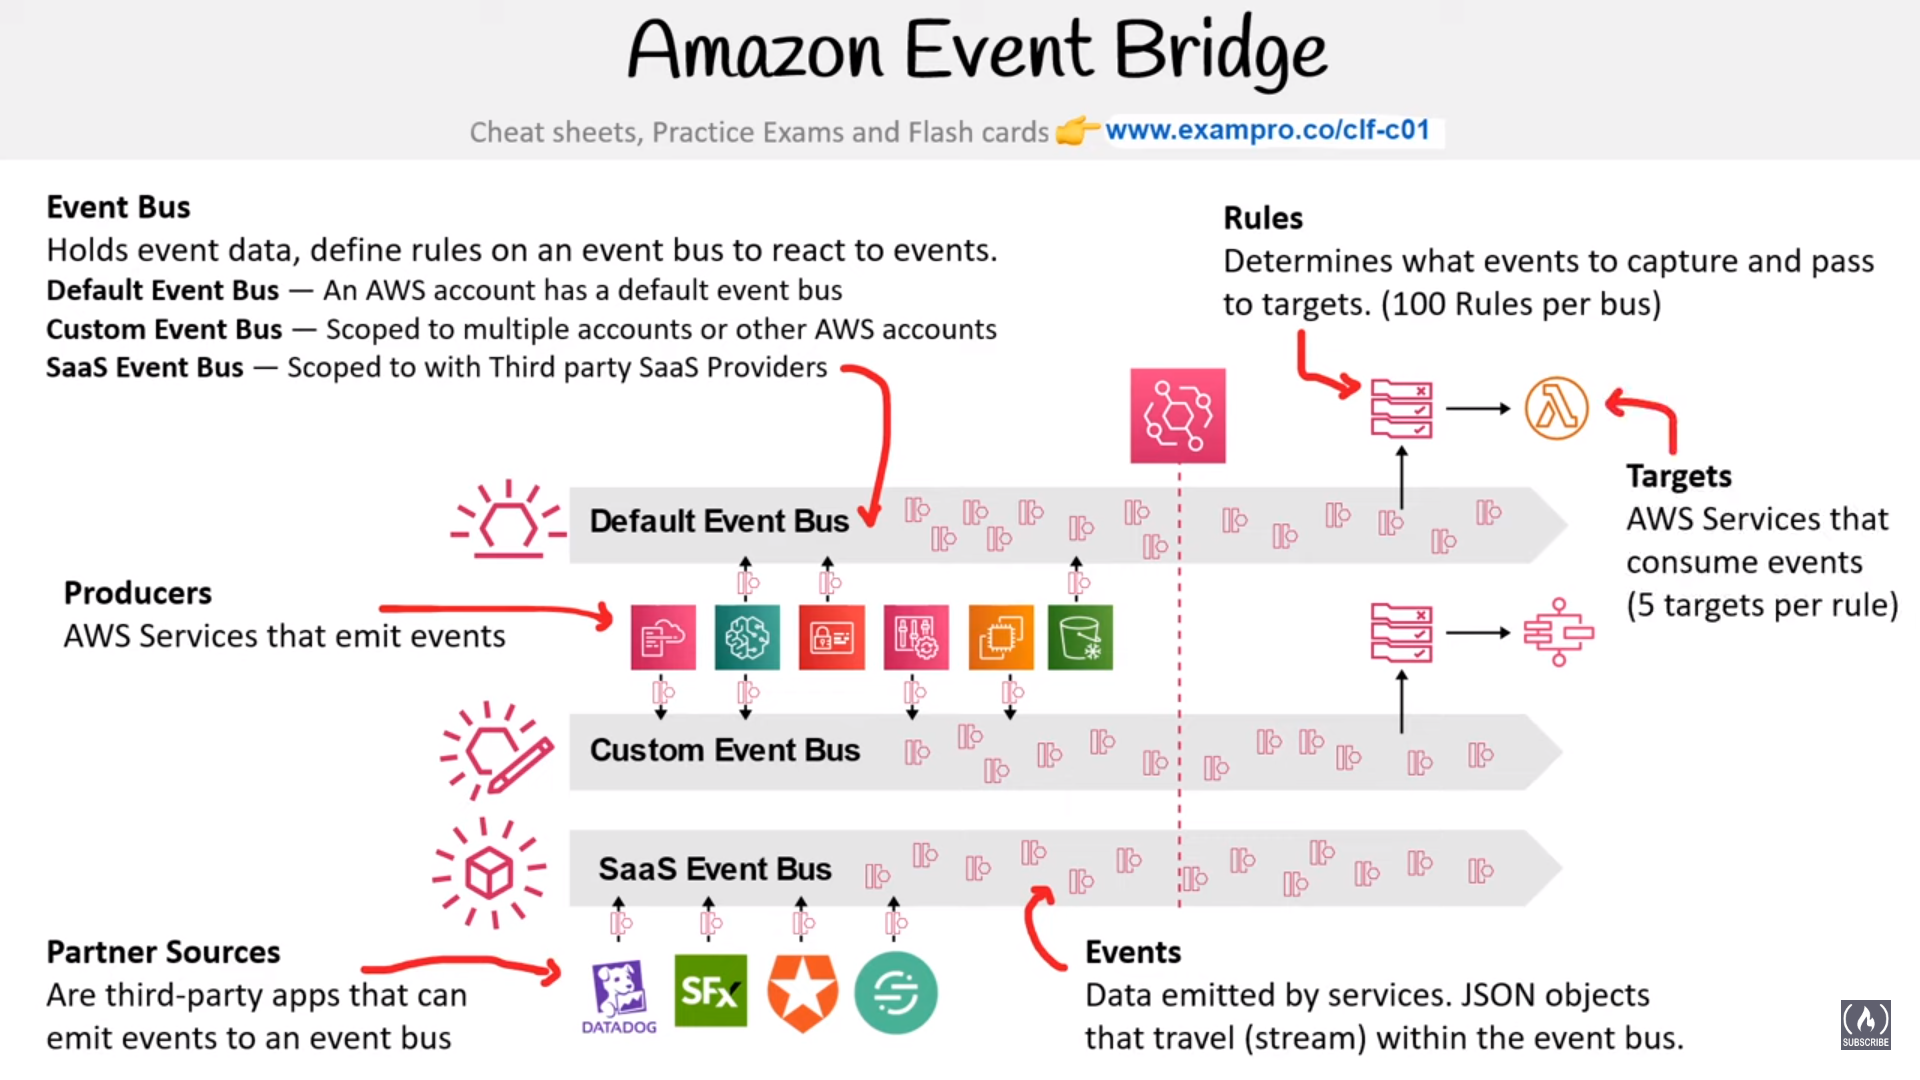 Amazon Event Bridge
Cheat sheets, Practice Exams and Flash cards 👉 www.exampro.co/clf-c01
Event Bus
Holds event data, define rules on an event bus to react to events.
Default Event Bus — An AWS account has a default event bus
Custom Event Bus — Scoped to multiple accounts or other AWS accounts
SaaS Event Bus — Scoped to with Third party SaaS Providers
Rules
Determines what events to capture and pass
to targets. (100 Rules per bus)
Targets
AWS Services that
consume events
(5 targets per rule)
Default Event Bus
Producers
AWS Services that emit events
Custom Event Bus
SaaS Event Bus
Partner Sources
Are third-party apps that can
emit events to an event bus
DATADOG
SFx
Events
Data emitted by services. JSON objects
that travel (stream) within the event bus.
SUBSCRIBE